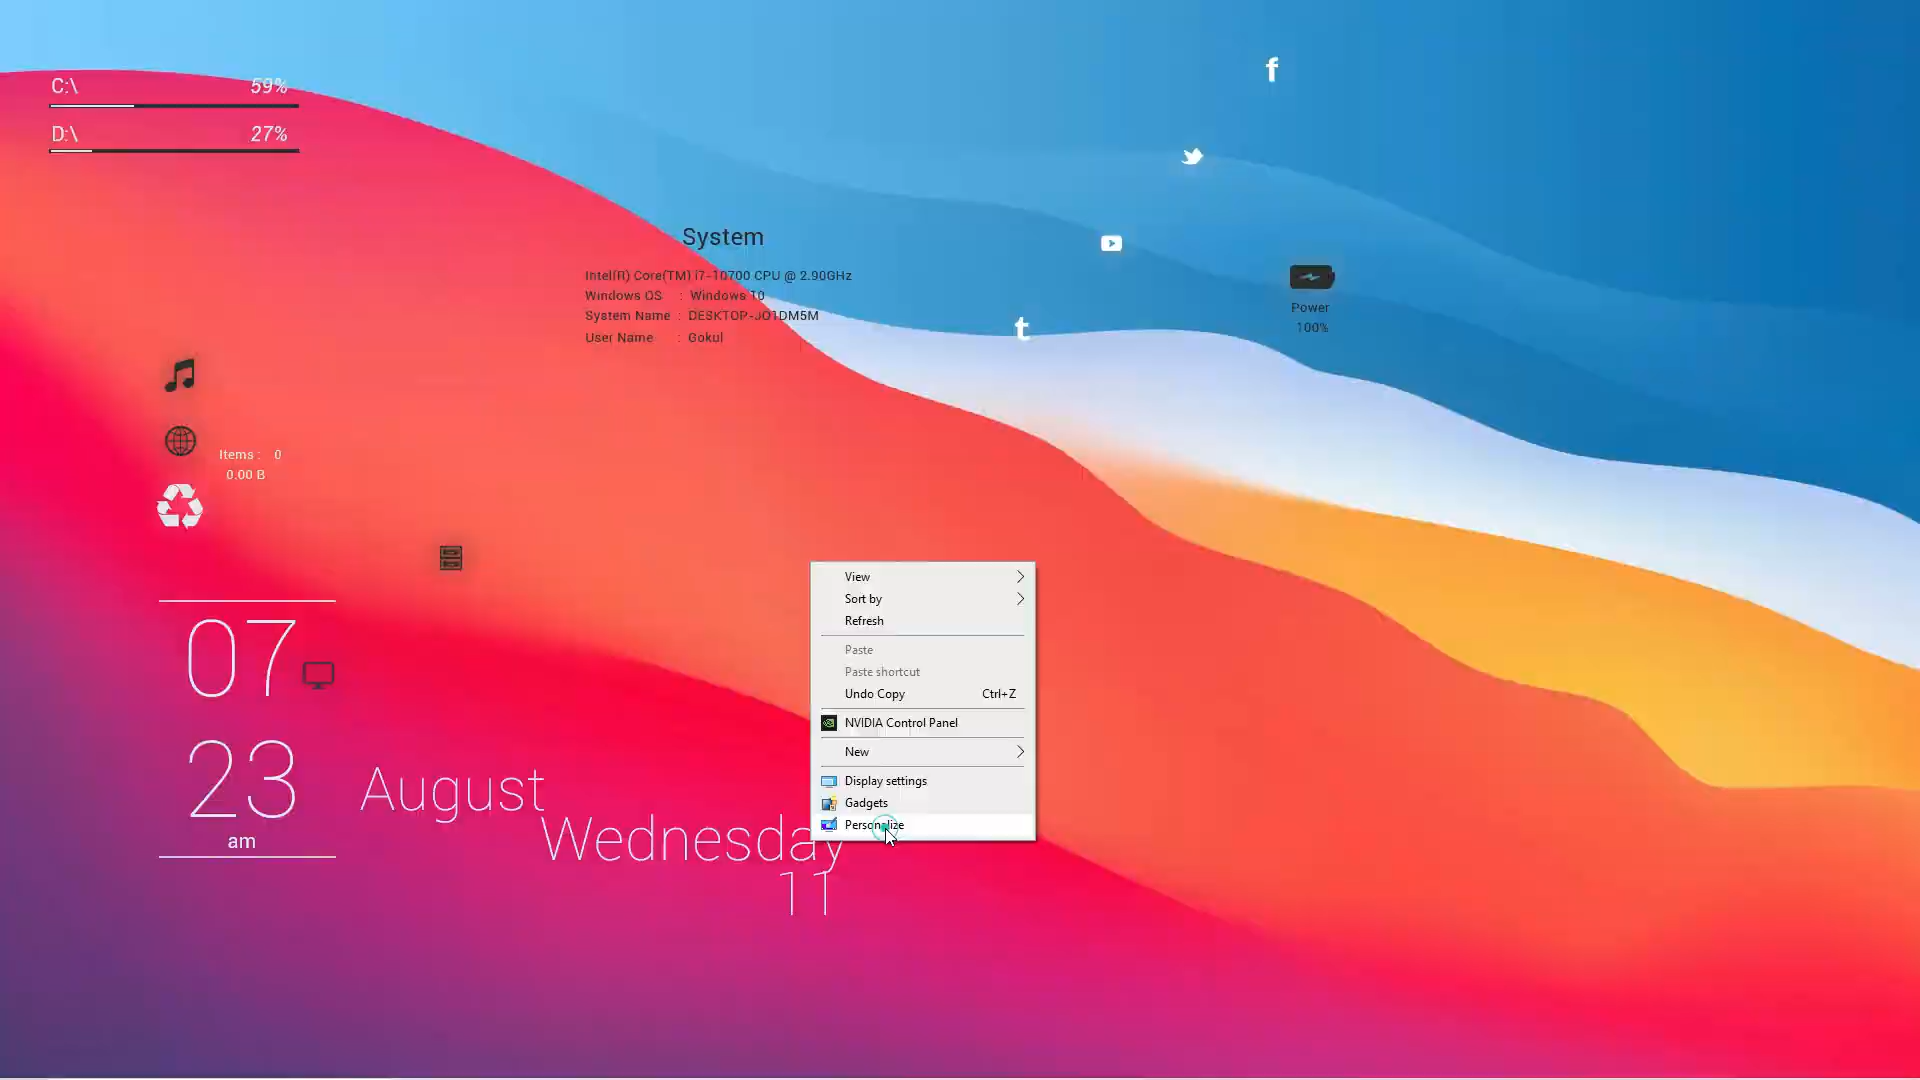 C:\ 59%
D:\ 27%
System
Intel(R) Core(TM) i7-10700 CPU @ 2.90GHz
Windows OS : Windows 10
System Name : DESKTOP-JO1DM5M
User Name : Gokul
Power
100%
Items : 0
0.00 B
View
Sort by
Refresh
Paste
Paste shortcut
Undo Copy Ctrl+Z
NVIDIA Control Panel
New
Display settings
Gadgets
Personalize
07
23
am
August
Wednesday
11